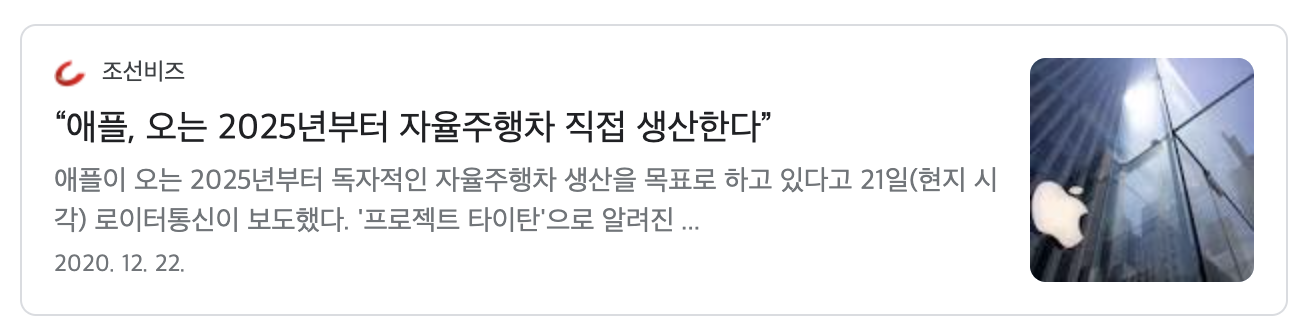 조선비즈
“애플, 오는 2025년부터 자율주행차 직접 생산한다”
애플이 오는 2025년부터 독자적인 자율주행차 생산을 목표로 하고 있다고 21일(현지 시
각) 로이터통신이 보도했다. '프로젝트 타이탄'으로 알려진 ...
2020. 12. 22.